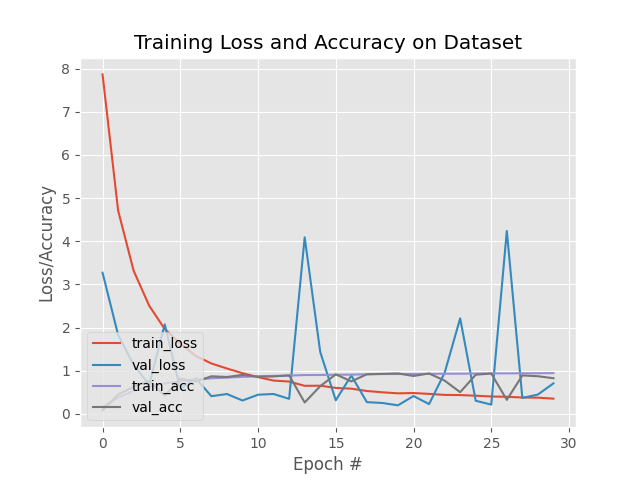 Training Loss and Accuracy on Dataset
8
7
6
5
4
3
2
1
0
Loss/Accuracy
train_loss
val_loss
train_acc
val_acc
0 5 10 15 20 25 30
Epoch #